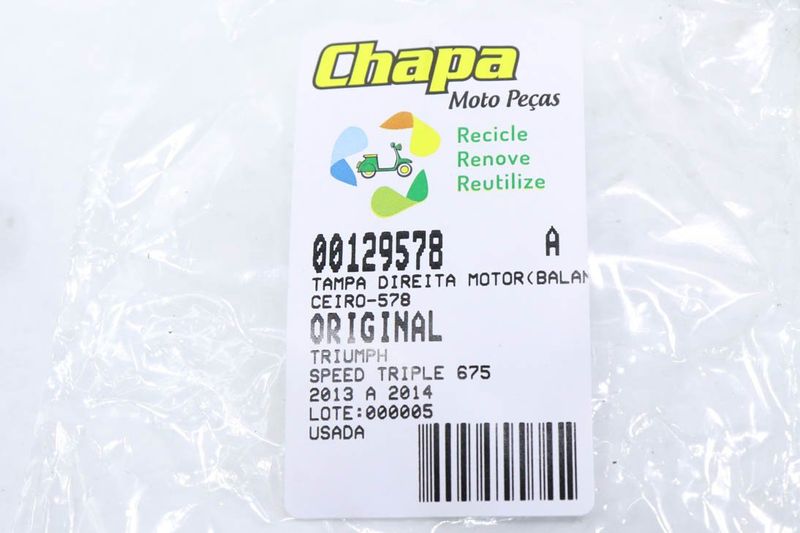 Chapa
Moto Peças
Recicle
Renove
Reutilize
00129578 A
TAMPA DIREITA MOTOR(BALAN
CEIRO-578
ORIGINAL
TRIUMPH
SPEED TRIPLE 675
2013 A 2014
LOTE:000005
USADA